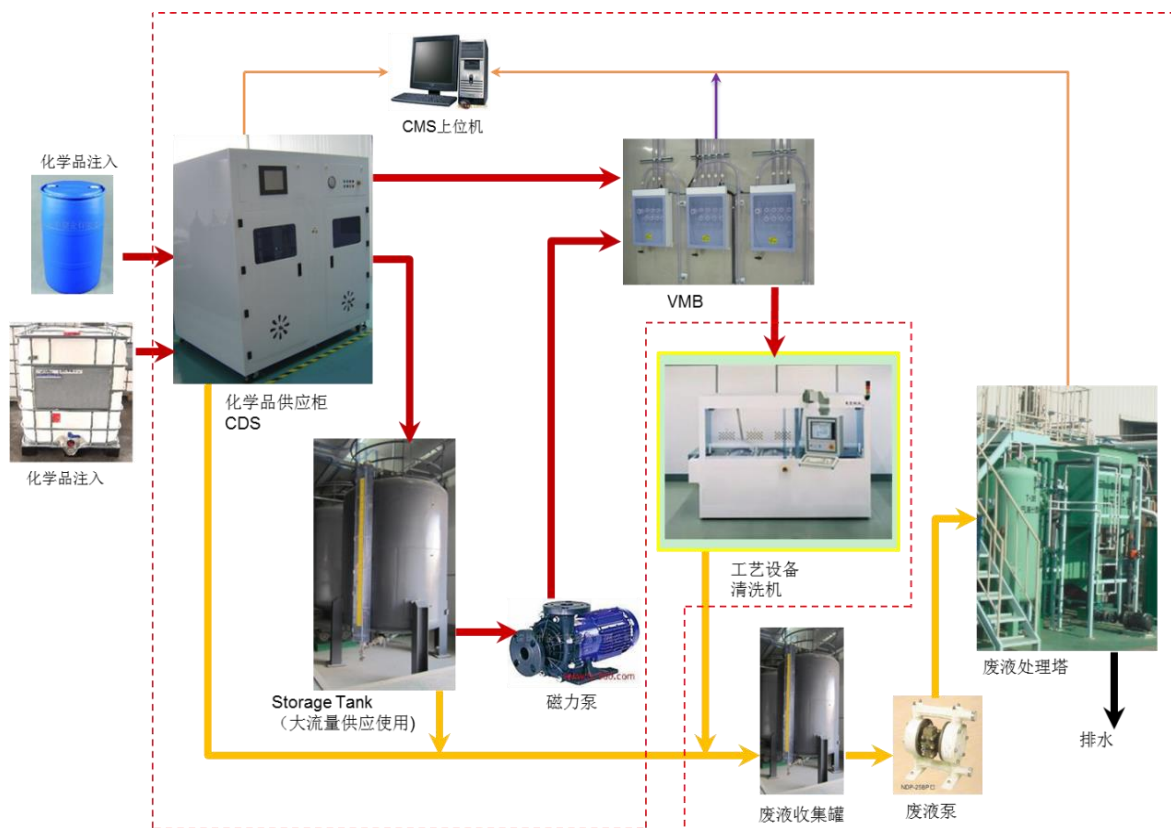 CMS上位机
化学品注入
VMB
化学品供应柜
CDS
化学品注入
工艺设备
清洗机
废液处理塔
Storage Tank
（大流量供应使用)
磁力泵
排水
NDP-25BP
废液收集罐
废液泵